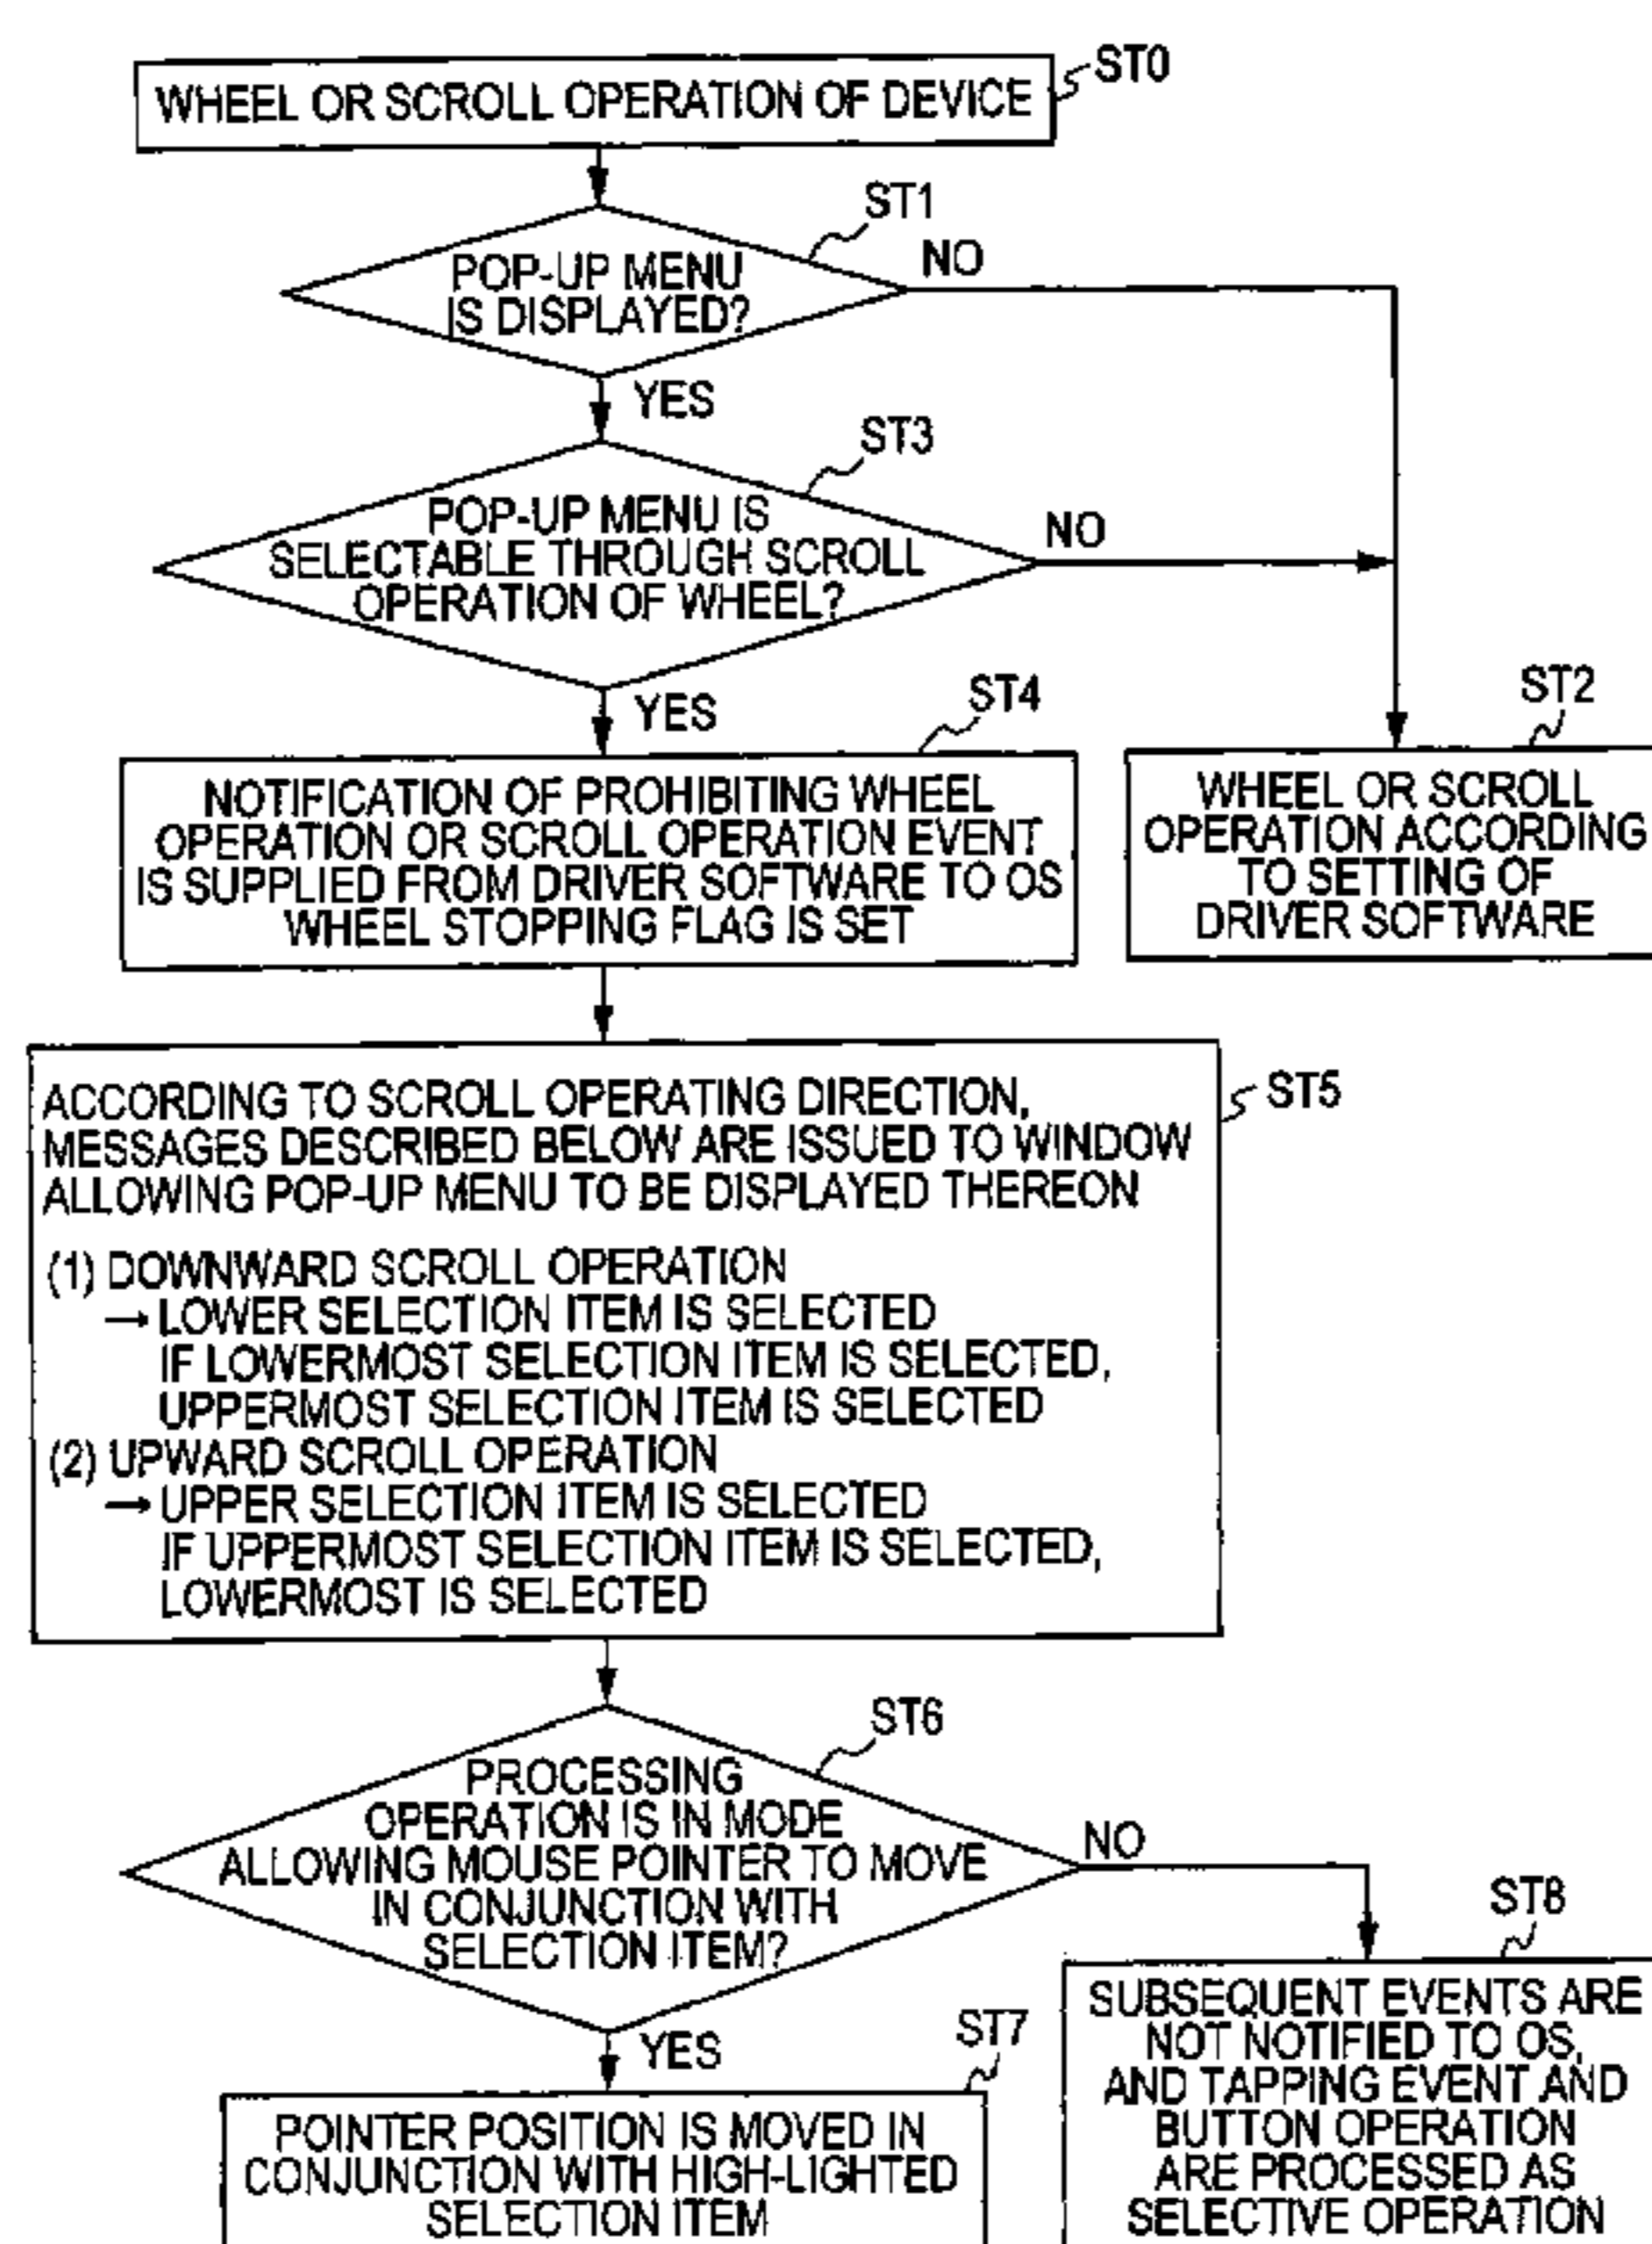 WHEEL OR SCROLL OPERATION OF DEVICE
ST0
ST1
POP-UP MENU
IS DISPLAYED?
NO
YES
ST3
POP-UP MENU IS
SELECTABLE THROUGH SCROLL
OPERATION OF WHEEL?
NO
YES
ST4
NOTIFICATION OF PROHIBITING WHEEL
OPERATION OR SCROLL OPERATION EVENT
IS SUPPLIED FROM DRIVER SOFTWARE TO OS
WHEEL STOPPING FLAG IS SET
ST2
WHEEL OR SCROLL
OPERATION ACCORDING
TO SETTING OF
DRIVER SOFTWARE
ST5
ACCORDING TO SCROLL OPERATING DIRECTION,
MESSAGES DESCRIBED BELOW ARE ISSUED TO WINDOW
ALLOWING POP-UP MENU TO BE DISPLAYED THEREON
(1) DOWNWARD SCROLL OPERATION
→ LOWER SELECTION ITEM IS SELECTED
IF LOWERMOST SELECTION ITEM IS SELECTED,
UPPERMOST SELECTION ITEM IS SELECTED
(2) UPWARD SCROLL OPERATION
→ UPPER SELECTION ITEM IS SELECTED
IF UPPERMOST SELECTION ITEM IS SELECTED,
LOWERMOST IS SELECTED
ST6
PROCESSING
OPERATION IS IN MODE
ALLOWING MOUSE POINTER TO MOVE
IN CONJUNCTION WITH
SELECTION ITEM?
NO
YES
ST7
POINTER POSITION IS MOVED IN
CONJUNCTION WITH HIGH-LIGHTED
SELECTION ITEM
ST8
SUBSEQUENT EVENTS ARE
NOT NOTIFIED TO OS,
AND TAPPING EVENT AND
BUTTON OPERATION
ARE PROCESSED AS
SELECTIVE OPERATION